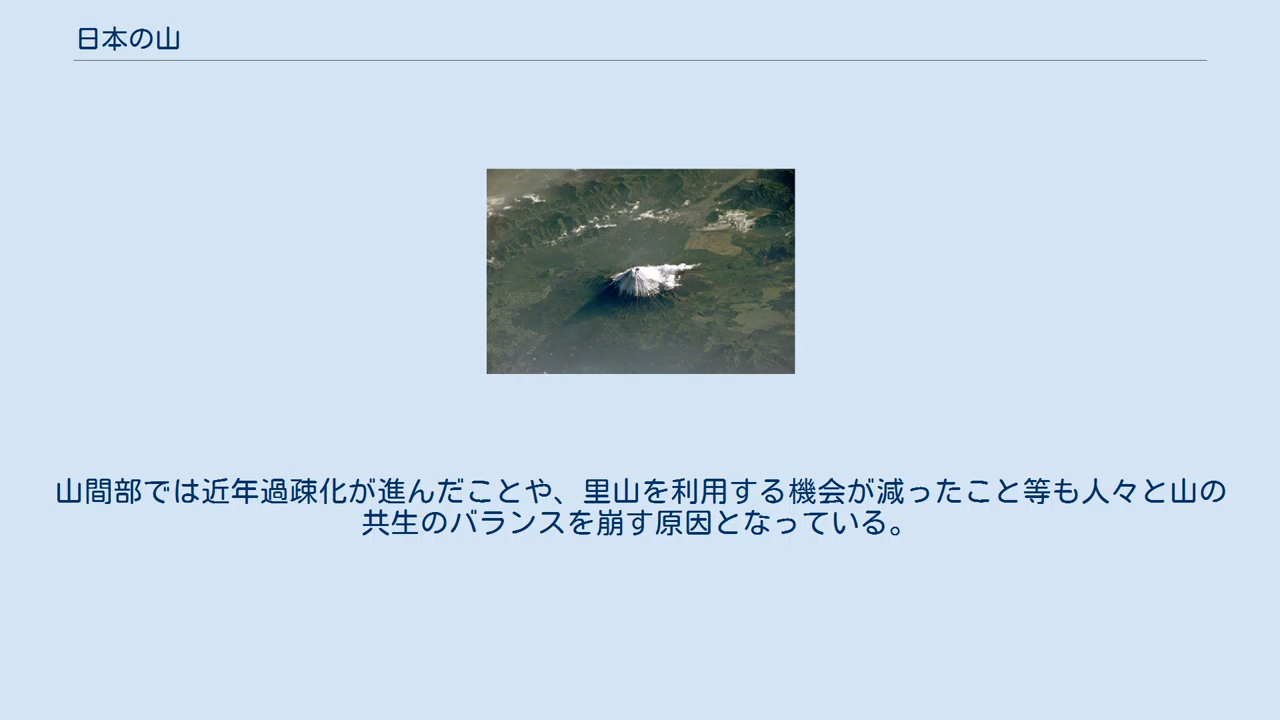 日本の山
山間部では近年過疎化が進んだことや、里山を利用する機会が減ったこと等も人々と山の
共生のバランスを崩す原因となっている。